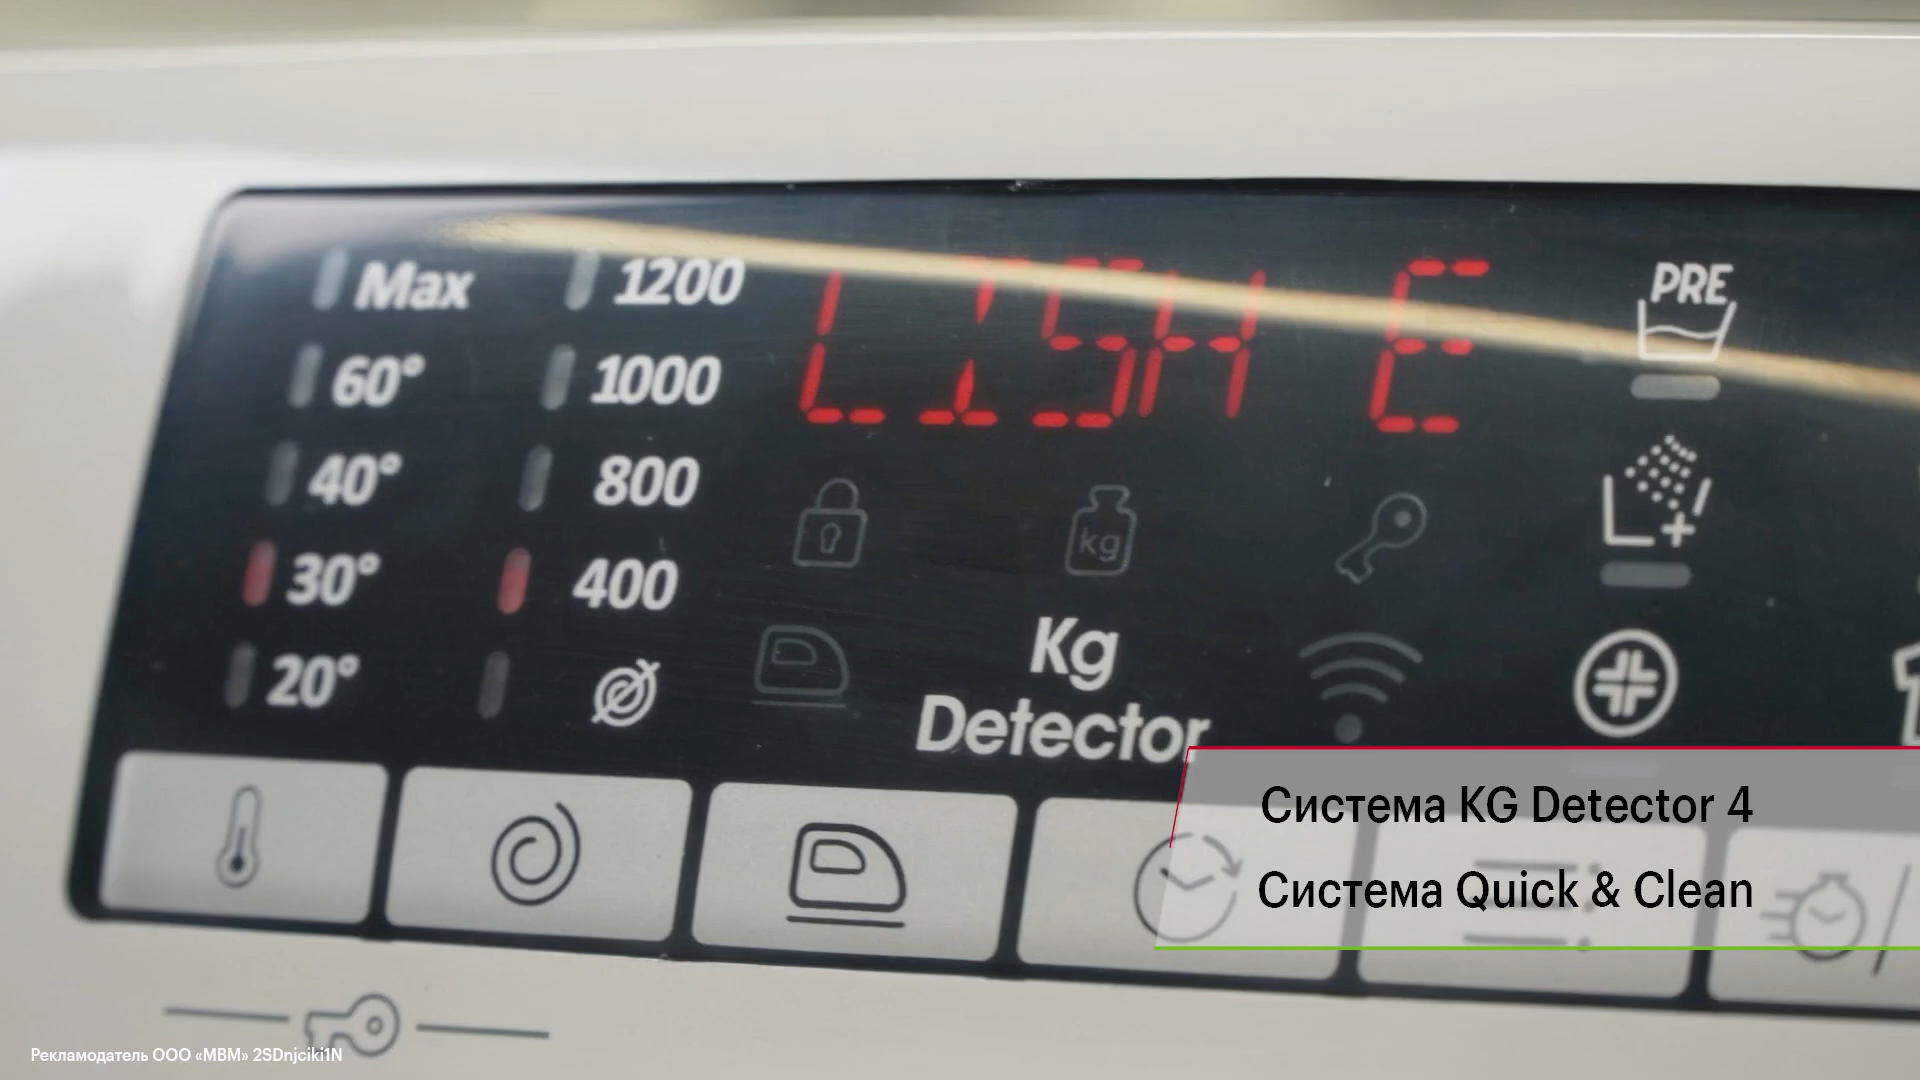 Max 1200
60° 1000
40° 800
30° 400
20°
PRE
kg
Kg
Detector
Система KG Detector 4
Система Quick & Clean
Рекламодатель ООО «МВМ» 2SDnjciki1N